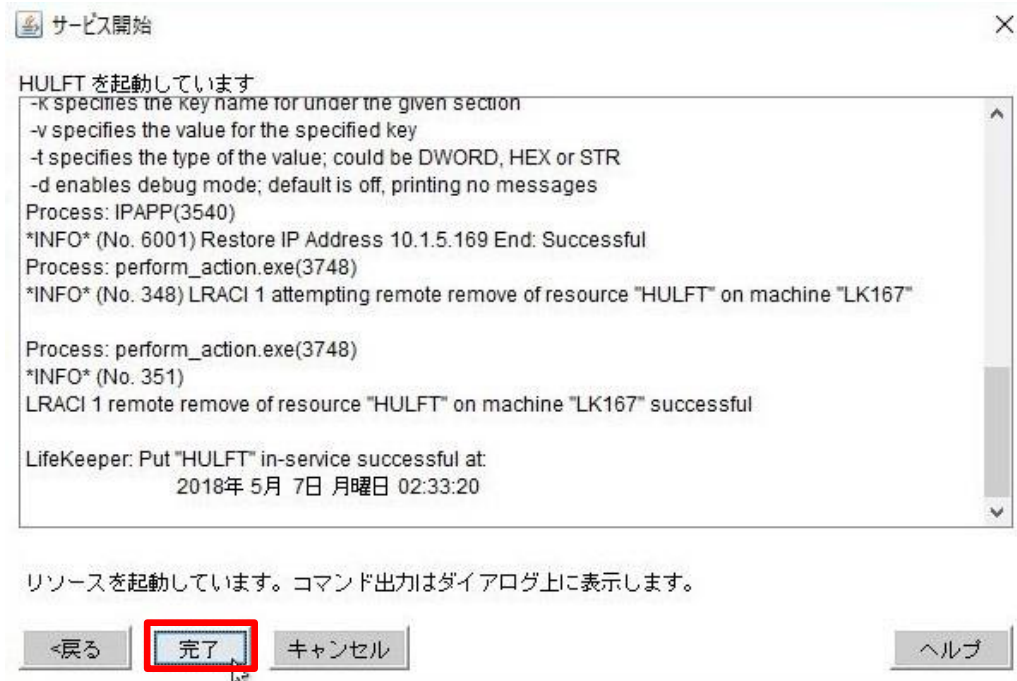 サービス開始
HULFT を起動しています
-k specifies the key name for under the given section
-v specifies the value for the specified key
-t specifies the type of the value; could be DWORD, HEX or STR
-d enables debug mode; default is off, printing no messages
Process: IPAPP(3540)
*INFO* (No. 6001) Restore IP Address 10.1.5.169 End: Successful
Process: perform_action.exe(3748)
*INFO* (No. 348) LRACI 1 attempting remote remove of resource "HULFT" on machine "LK167"
Process: perform_action.exe(3748)
*INFO* (No. 351)
LRACI 1 remote remove of resource "HULFT" on machine "LK167" successful
LifeKeeper: Put "HULFT" in-service successful at:
2018年 5月 7日 月曜日 02:33:20
リソースを起動しています。コマンド出力はダイアログ上に表示します。
<戻る 完了 キャンセル ヘルプ